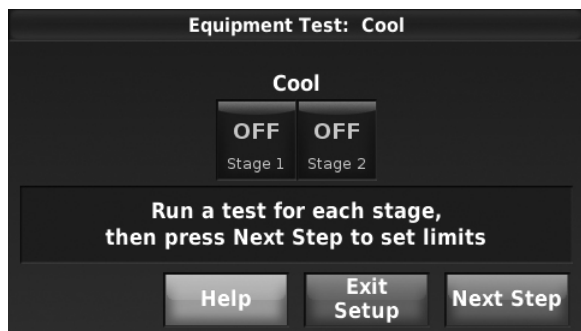 Equipment Test: Cool
Cool
OFF OFF
Stage 1 Stage 2
Run a test for each stage,
then press Next Step to set limits
Help
Exit
Setup
Next Step